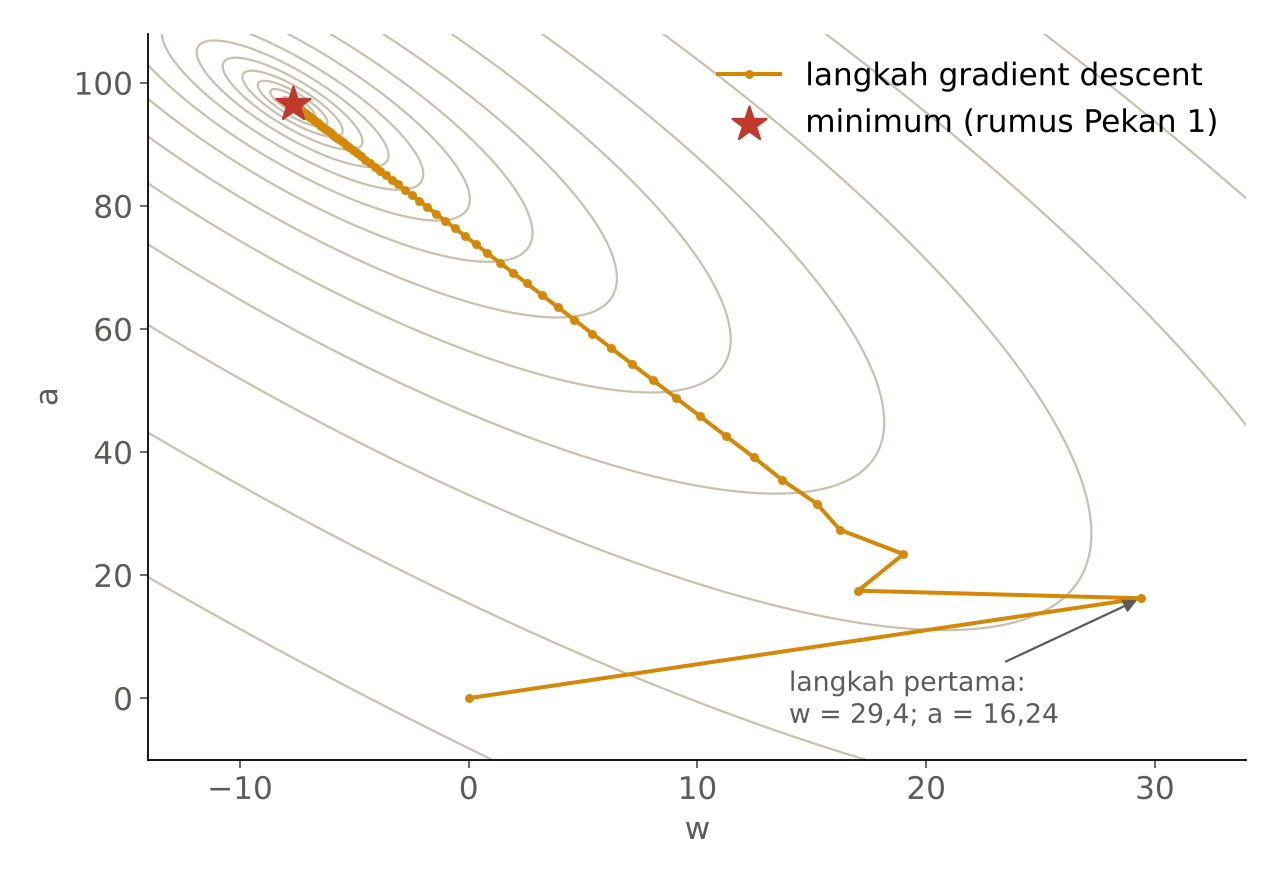 langkah gradient descent
minimum (rumus Pekan 1)
100
80
60
40
20
0
a
langkah pertama:
w = 29,4; a = 16,24
−10
0
10
20
30
w